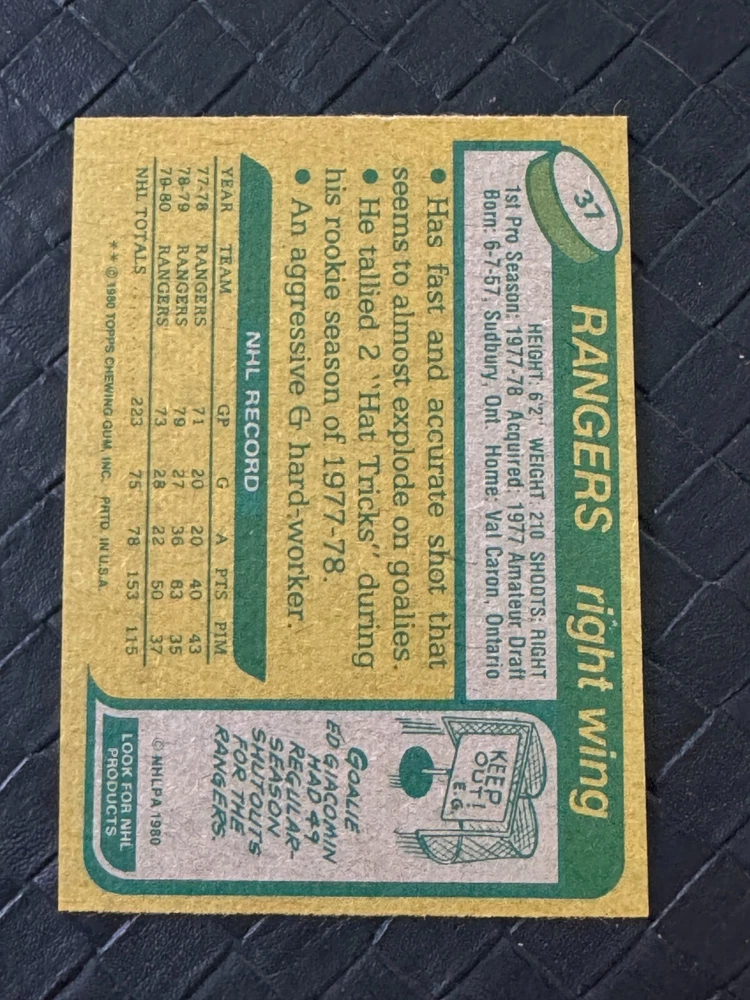 37
RANGERS right wing
HEIGHT: 6'2" WEIGHT: 210 SHOOTS: RIGHT
1st Pro Season: 1977-78 Acquired: 1977 Amateur Draft
Born: 6-7-57, Sudbury, Ont Home: Val Caron, Ontario
• Has fast and accurate shot that
seems to almost explode on goalies.
• He tallied 2 "Hat Tricks" during
his rookie season of 1977-78.
• An aggressive & hard-worker.
NHL RECORD
YEAR TEAM GP G A PTS PIM
77-78 RANGERS 71 20 20 40 43
78-79 RANGERS 79 27 36 63 35
79-80 RANGERS 73 28 22 50 37
NHL TOTALS 223 75 78 153 115
** © 1980 TOPPS CHEWING GUM, INC. PRTD. IN U.S.A.
KEEP
OUT!
E.G.
GOALIE
ED GIACOMIN
HAD 49
REGULAR-
SEASON
SHUTOUTS
FOR THE
RANGERS
© NHLPA 1980
LOOK FOR NHL
PRODUCTS